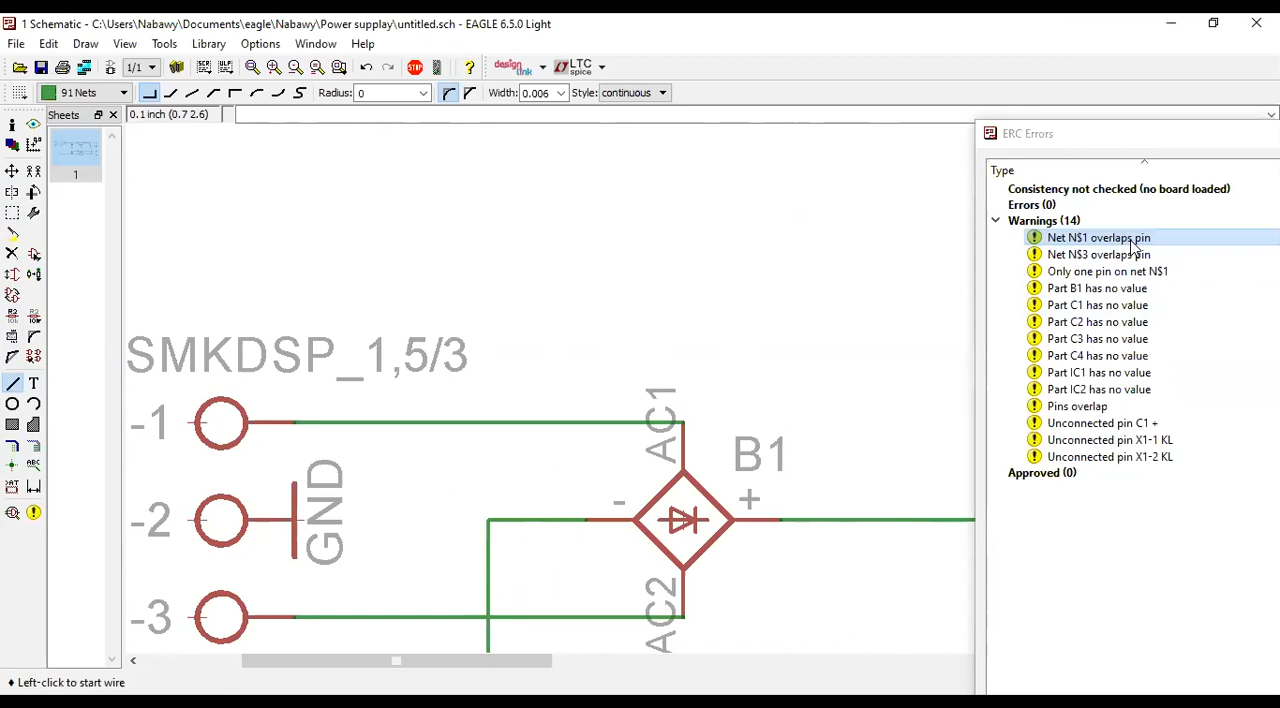 1 Schematic - C:\Users\Nabawy\Documents\eagle\Nabawy\Power supplay\untitled.sch - EAGLE 6.5.0 Light
File Edit Draw View Tools Library Options Window Help
1/1 SCR ULP design link LTC spice
91 Nets Radius: 0 Width: 0.006 Style: continuous
Sheets 0.1 inch (0.7 2.6)
1
ERC Errors
Type
Consistency not checked (no board loaded)
Errors (0)
Warnings (14)
Net N$1 overlaps pin
Net N$3 overlaps pin
Only one pin on net N$1
Part B1 has no value
Part C1 has no value
Part C2 has no value
Part C3 has no value
Part C4 has no value
Part IC1 has no value
Part IC2 has no value
Pins overlap
Unconnected pin C1 +
Unconnected pin X1-1 KL
Unconnected pin X1-2 KL
Approved (0)
SMKDSP_1,5/3
-1
AC1
B1
- +
-2
GND
-3
AC2
Left-click to start wire